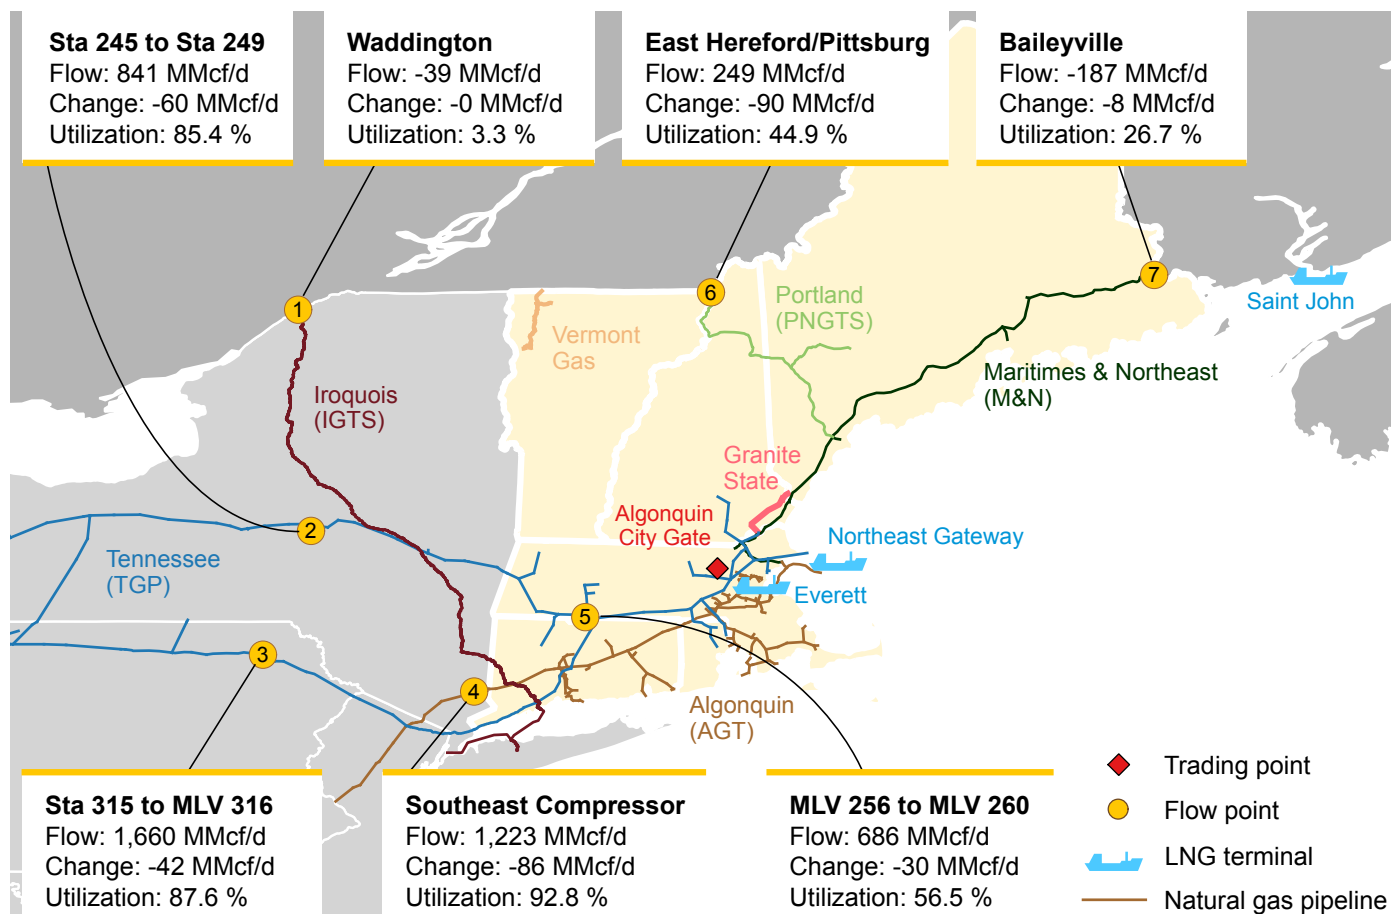 Sta 245 to Sta 249
Flow: 841 MMcf/d
Change: -60 MMcf/d
Utilization: 85.4 %
Waddington
Flow: -39 MMcf/d
Change: -0 MMcf/d
Utilization: 3.3 %
East Hereford/Pittsburg
Flow: 249 MMcf/d
Change: -90 MMcf/d
Utilization: 44.9 %
Baileyville
Flow: -187 MMcf/d
Change: -8 MMcf/d
Utilization: 26.7 %
1
6
7
Saint John
Portland
(PNGTS)
Vermont
Gas
Maritimes & Northeast
(M&N)
Iroquois
(IGTS)
Granite
State
Algonquin
City Gate
2
Northeast Gateway
Tennessee
(TGP)
Everett
5
3
4
Algonquin
(AGT)
Sta 315 to MLV 316
Flow: 1,660 MMcf/d
Change: -42 MMcf/d
Utilization: 87.6 %
Southeast Compressor
Flow: 1,223 MMcf/d
Change: -86 MMcf/d
Utilization: 92.8 %
MLV 256 to MLV 260
Flow: 686 MMcf/d
Change: -30 MMcf/d
Utilization: 56.5 %
Trading point
Flow point
LNG terminal
Natural gas pipeline